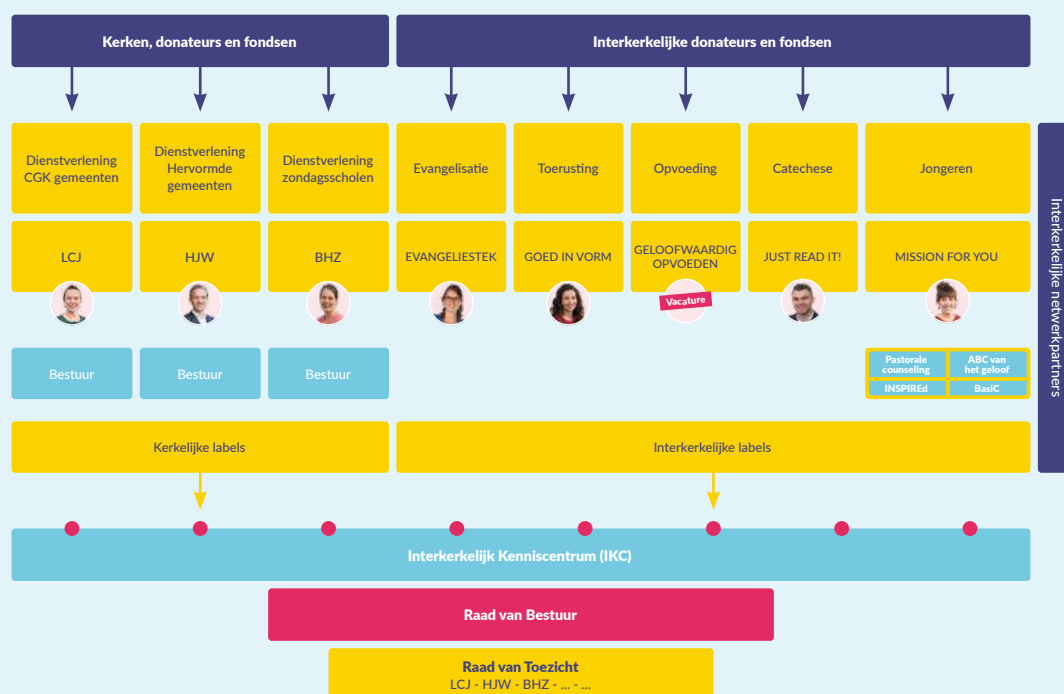 Kerken, donateurs en fondsen
Interkerkelijke donateurs en fondsen
Dienstverlening
CGK gemeenten
Dienstverlening
Hervormde
gemeenten
Dienstverlening
zondagsscholen
Evangelisatie
Toerusting
Opvoeding
Catechese
Jongeren
LCJ
HJW
BHZ
EVANGELIESTEK
GOED IN VORM
GELOOFWAARDIG
OPVOEDEN
JUST READ IT!
MISSION FOR YOU
Vacature
Bestuur
Bestuur
Bestuur
Pastorale
counseling
ABC van
het geloof
INSPIREd
BasiC
Interkerkelijke netwerkpartners
Kerkelijke labels
Interkerkelijke labels
Interkerkelijk Kenniscentrum (IKC)
Raad van Bestuur
Raad van Toezicht
LCJ - HJW - BHZ - ... - ...